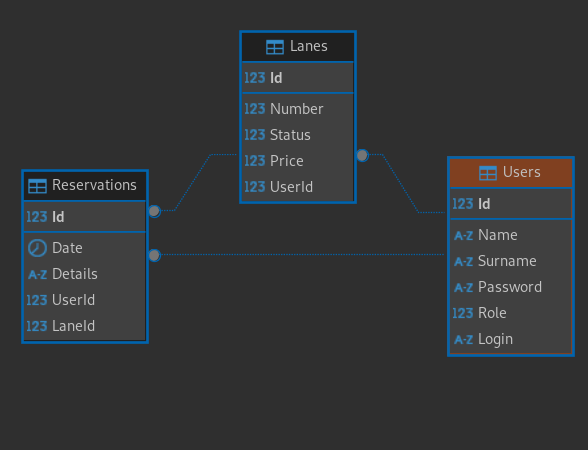 Lanes
123 Id
123 Number
123 Status
123 Price
123 UserId
Reservations
123 Id
Date
A-Z Details
123 UserId
123 LaneId
Users
123 Id
A-Z Name
A-Z Surname
A-Z Password
123 Role
A-Z Login